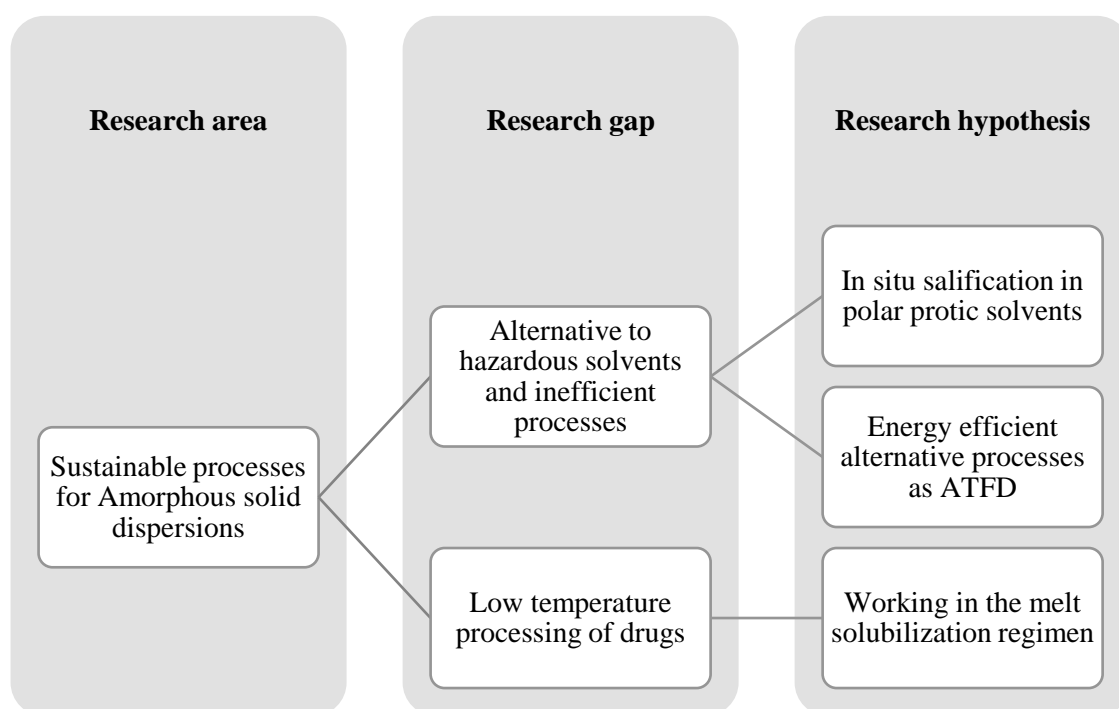 Research area
Research gap
Research hypothesis
Sustainable processes
for Amorphous solid
dispersions
Alternative to
hazardous solvents
and inefficient
processes
Low temperature
processing of drugs
In situ salification in
polar protic solvents
Energy efficient
alternative processes
as ATFD
Working in the melt
solubilization regimen